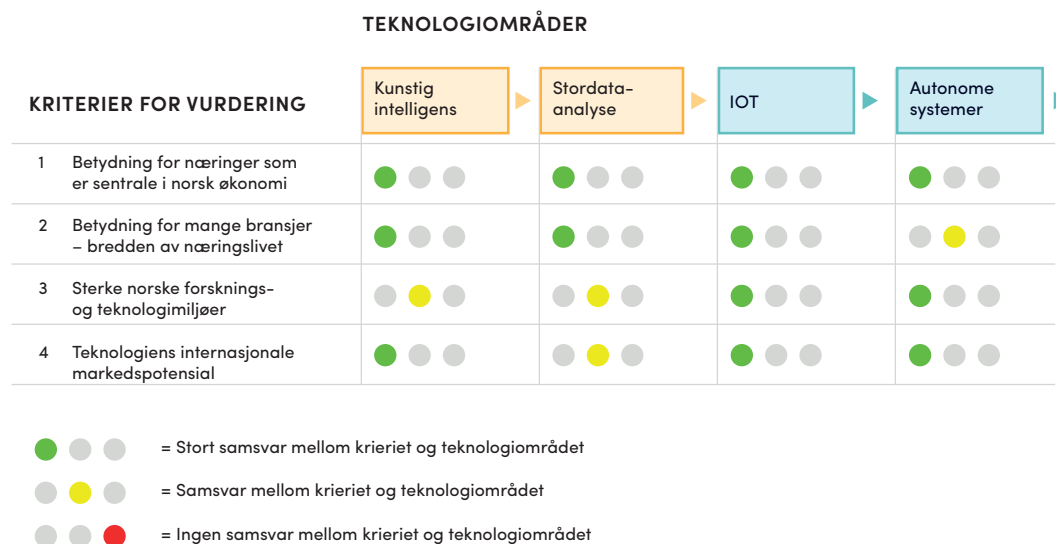 TEKNOLOGIOMRÅDER
KRITERIER FOR VURDERING
Kunstig
intelligens
Stordata-
analyse
IOT
Autonome
systemer
1 Betydning for næringer som
er sentrale i norsk økonomi
2 Betydning for mange bransjer
– bredden av næringslivet
3 Sterke norske forsknings-
og teknologimiljøer
4 Teknologiens internasjonale
markedspotensial
= Stort samsvar mellom krieriet og teknologiområdet
= Samsvar mellom krieriet og teknologiområdet
= Ingen samsvar mellom krieriet og teknologiområdet